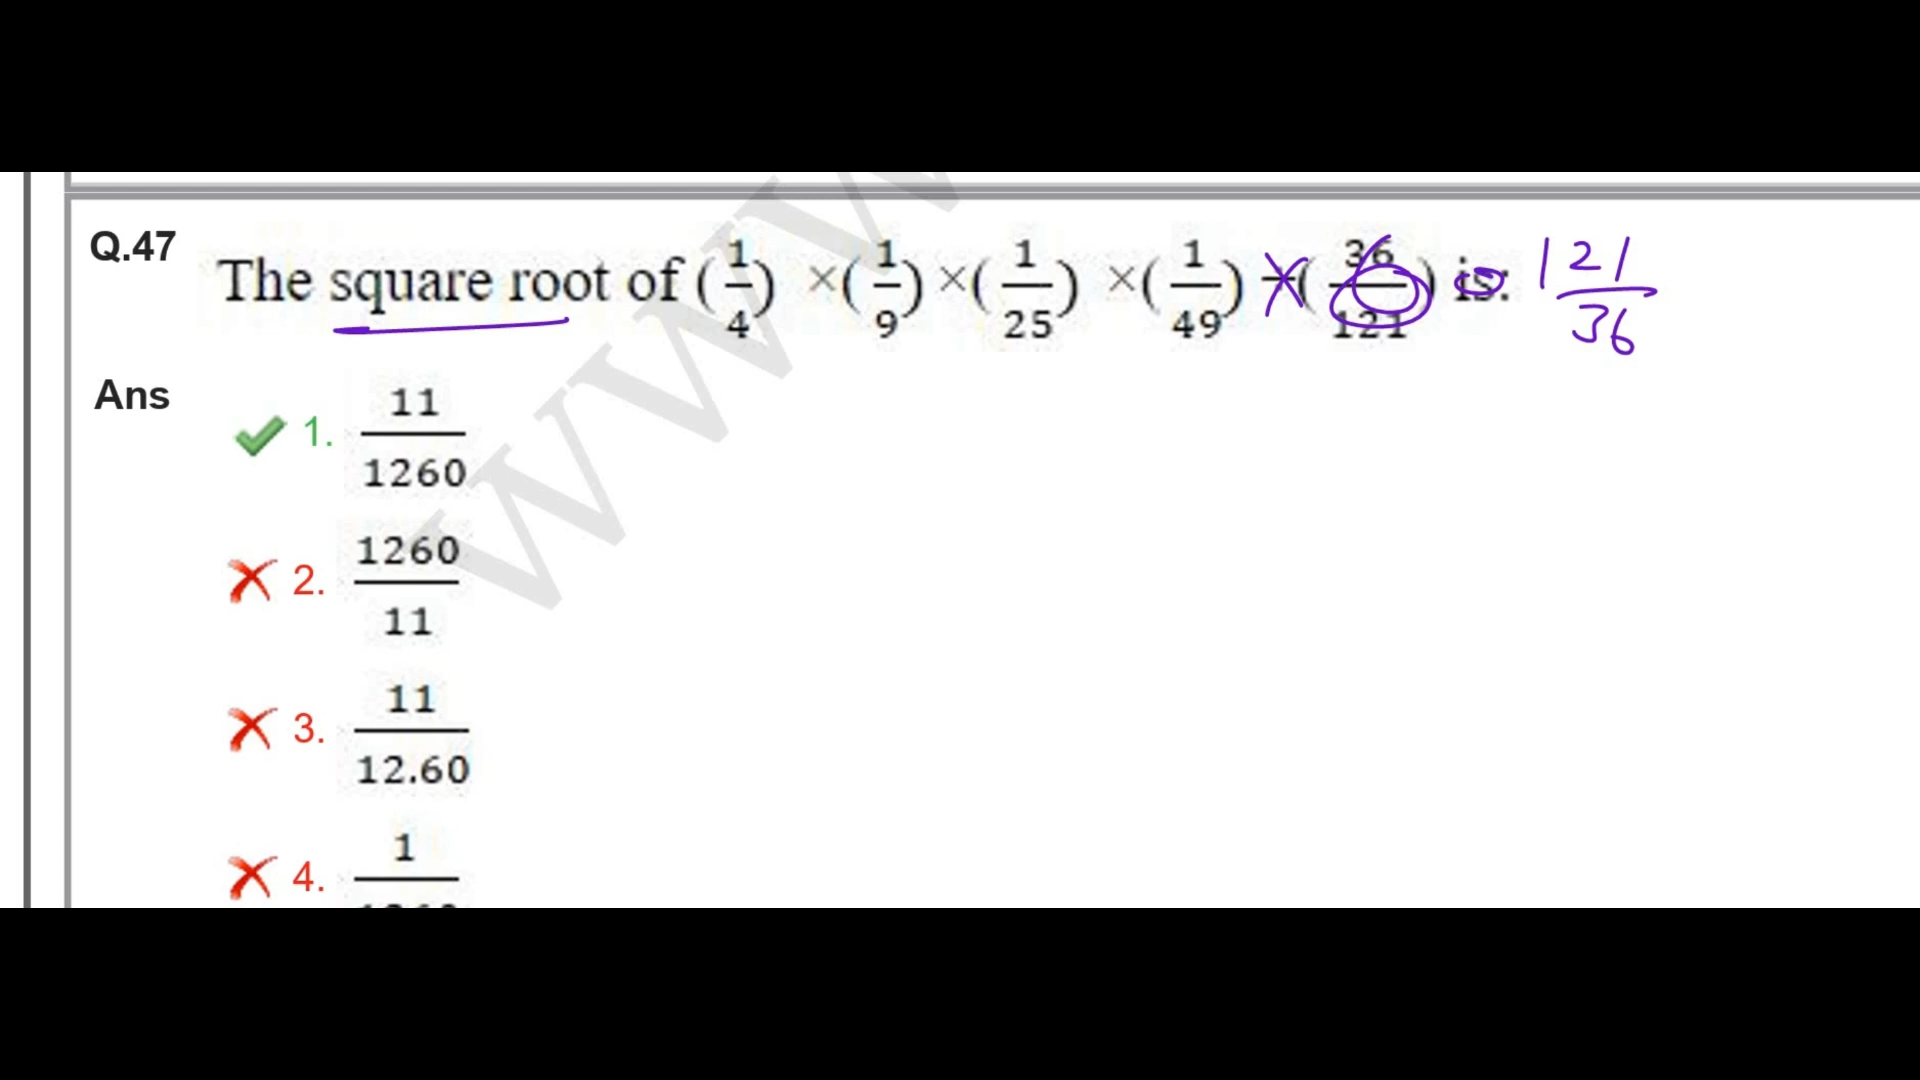 Q.47 The square root of (1/4) ×(1/9) ×(1/25) ×(1/49) ÷(36/121) is: 121/36
Ans
1. 11/1260
2. 1260/11
3. 11/12.60
4. 1/
www